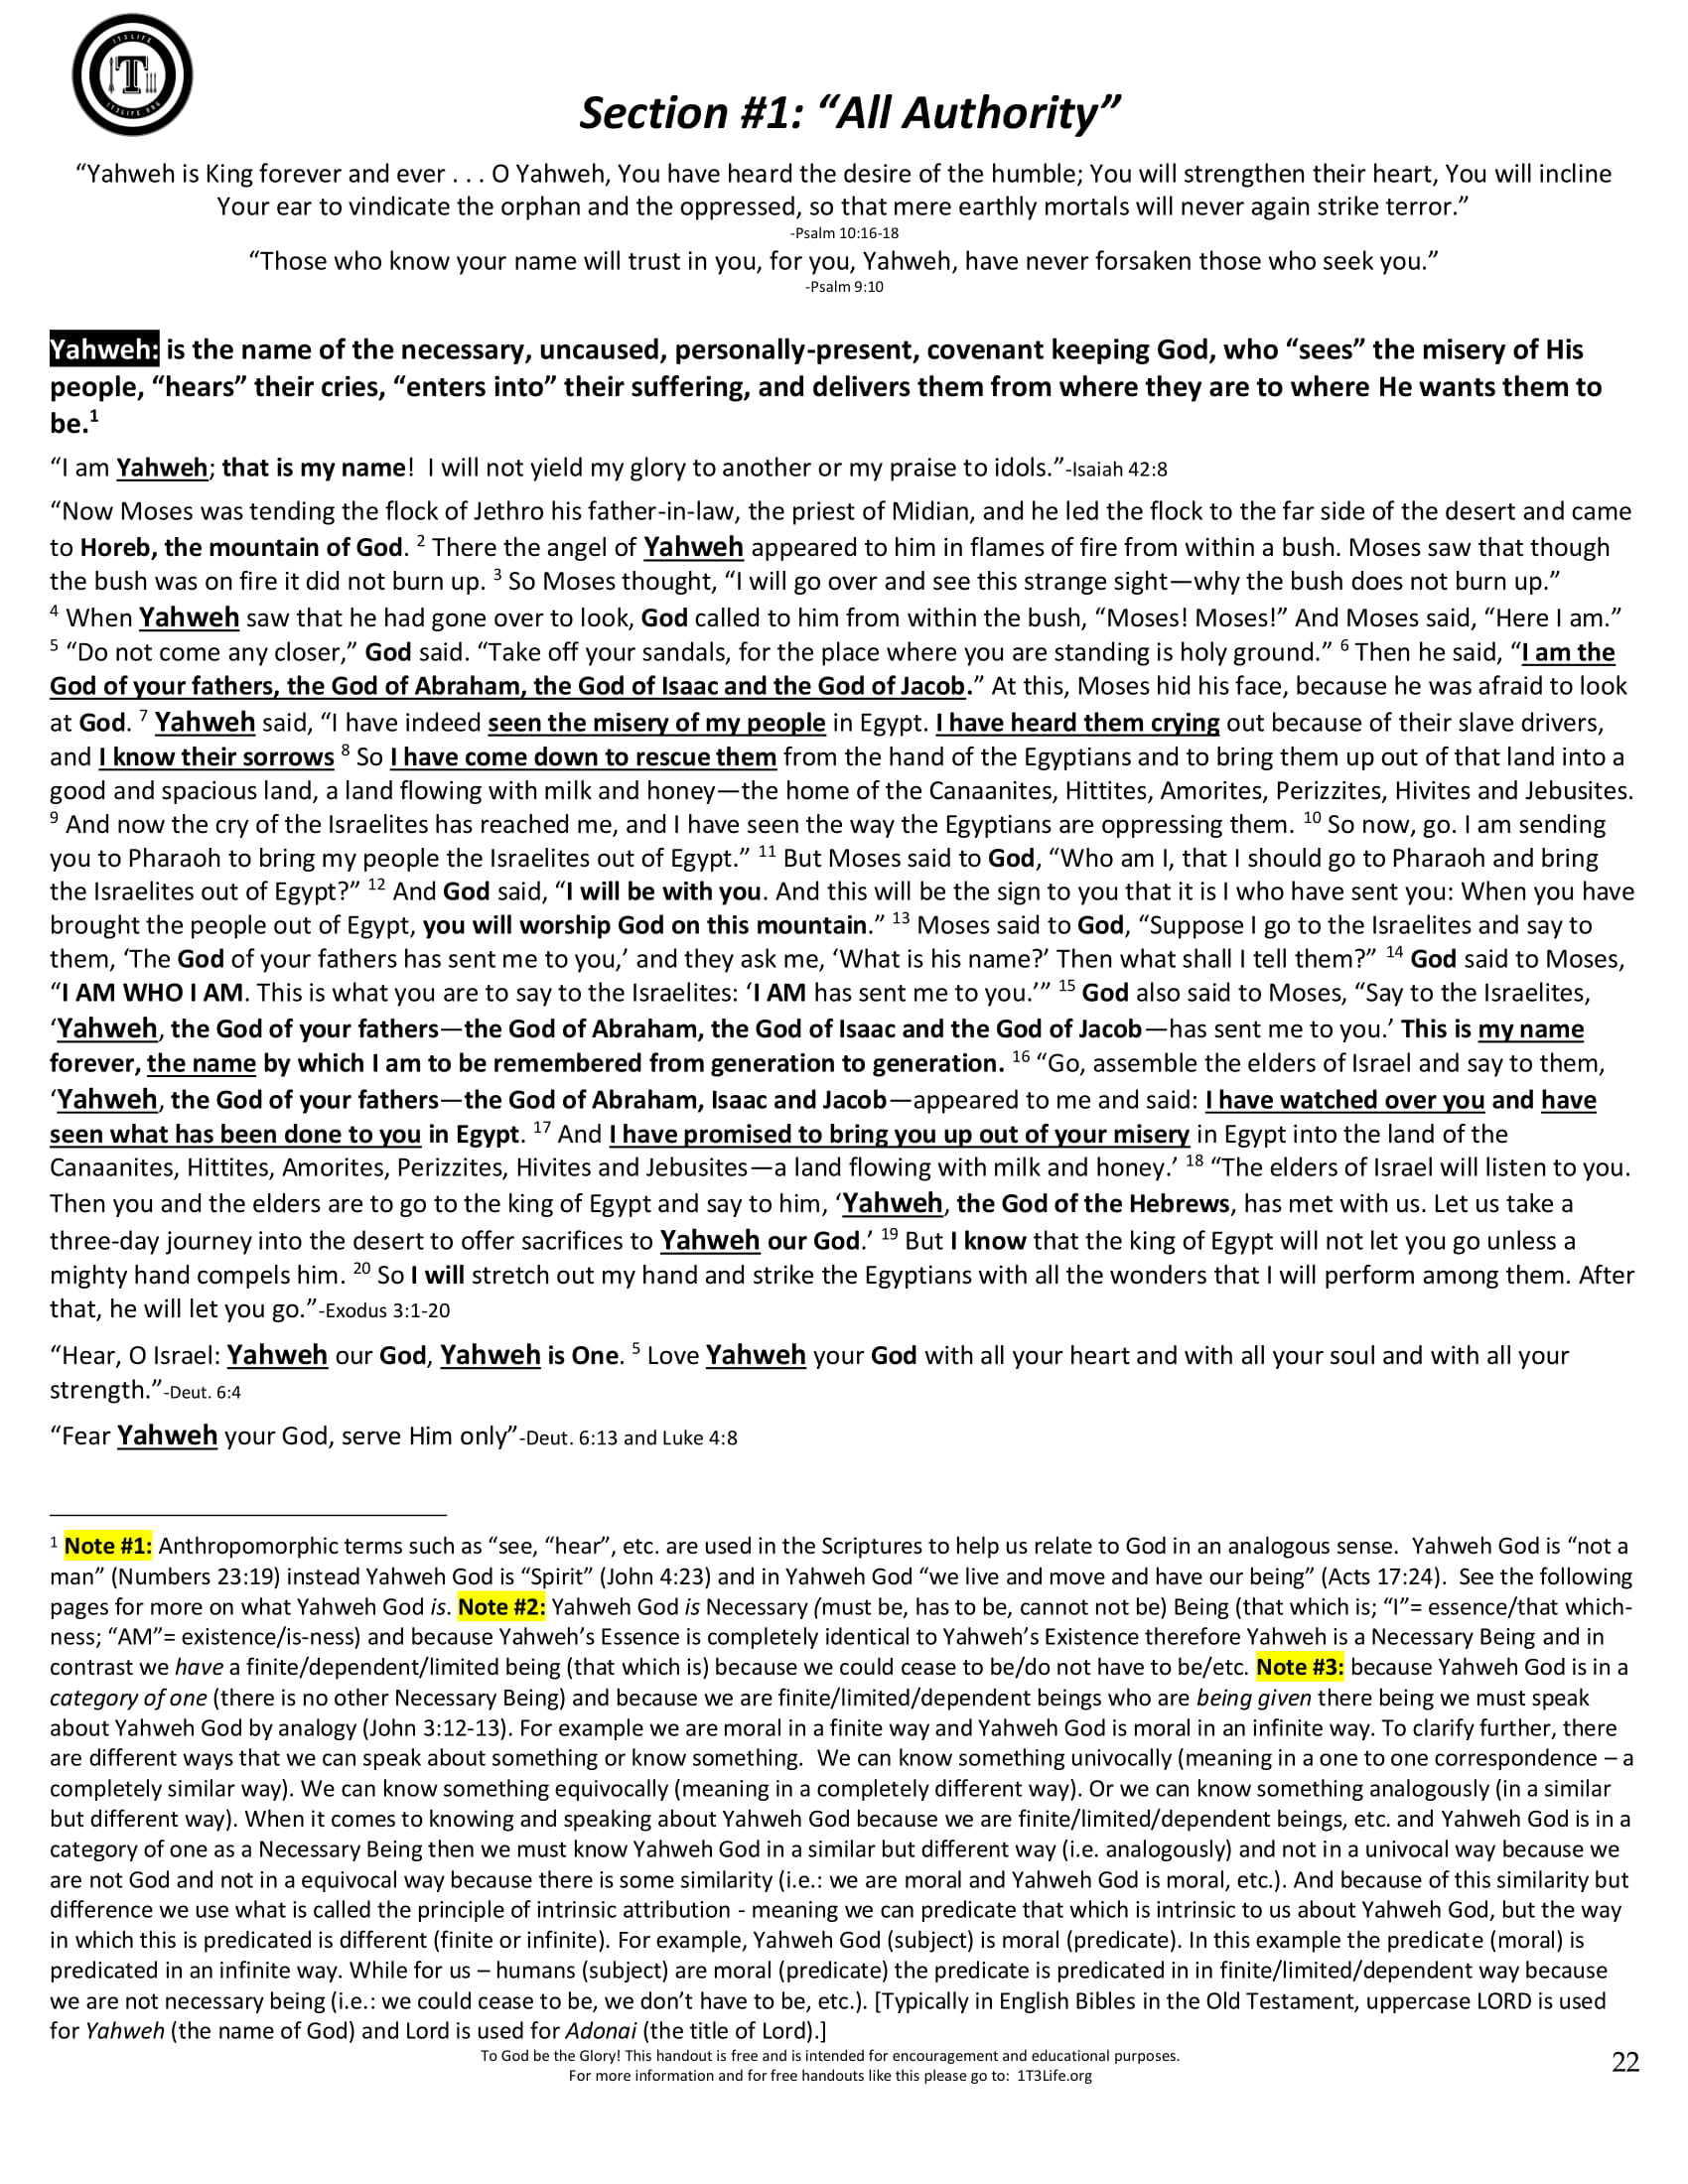 1T3LIFE
T
1T3LIFE.ORG
Section #1: “All Authority”
“Yahweh is King forever and ever . . . O Yahweh, You have heard the desire of the humble; You will strengthen their heart, You will incline
Your ear to vindicate the orphan and the oppressed, so that mere earthly mortals will never again strike terror.”
-Psalm 10:16-18
“Those who know your name will trust in you, for you, Yahweh, have never forsaken those who seek you.”
-Psalm 9:10
Yahweh: is the name of the necessary, uncaused, personally-present, covenant keeping God, who “sees” the misery of His
people, “hears” their cries, “enters into” their suffering, and delivers them from where they are to where He wants them to
be.1
“I am Yahweh; that is my name!  I will not yield my glory to another or my praise to idols.”-Isaiah 42:8
“Now Moses was tending the flock of Jethro his father-in-law, the priest of Midian, and he led the flock to the far side of the desert and came
to Horeb, the mountain of God. 2 There the angel of Yahweh appeared to him in flames of fire from within a bush. Moses saw that though
the bush was on fire it did not burn up. 3 So Moses thought, “I will go over and see this strange sight—why the bush does not burn up.”
4 When Yahweh saw that he had gone over to look, God called to him from within the bush, “Moses! Moses!” And Moses said, “Here I am.”
5 “Do not come any closer,” God said. “Take off your sandals, for the place where you are standing is holy ground.” 6 Then he said, “I am the
God of your fathers, the God of Abraham, the God of Isaac and the God of Jacob.” At this, Moses hid his face, because he was afraid to look
at God. 7 Yahweh said, “I have indeed seen the misery of my people in Egypt. I have heard them crying out because of their slave drivers,
and I know their sorrows 8 So I have come down to rescue them from the hand of the Egyptians and to bring them up out of that land into a
good and spacious land, a land flowing with milk and honey—the home of the Canaanites, Hittites, Amorites, Perizzites, Hivites and Jebusites.
9 And now the cry of the Israelites has reached me, and I have seen the way the Egyptians are oppressing them. 10 So now, go. I am sending
you to Pharaoh to bring my people the Israelites out of Egypt.” 11 But Moses said to God, “Who am I, that I should go to Pharaoh and bring
the Israelites out of Egypt?” 12 And God said, “I will be with you. And this will be the sign to you that it is I who have sent you: When you have
brought the people out of Egypt, you will worship God on this mountain.” 13 Moses said to God, “Suppose I go to the Israelites and say to
them, ‘The God of your fathers has sent me to you,’ and they ask me, ‘What is his name?’ Then what shall I tell them?” 14 God said to Moses,
“I AM WHO I AM. This is what you are to say to the Israelites: ‘I AM has sent me to you.’” 15 God also said to Moses, “Say to the Israelites,
‘Yahweh, the God of your fathers—the God of Abraham, the God of Isaac and the God of Jacob—has sent me to you.’ This is my name
forever, the name by which I am to be remembered from generation to generation. 16 “Go, assemble the elders of Israel and say to them,
‘Yahweh, the God of your fathers—the God of Abraham, Isaac and Jacob—appeared to me and said: I have watched over you and have
seen what has been done to you in Egypt. 17 And I have promised to bring you up out of your misery in Egypt into the land of the
Canaanites, Hittites, Amorites, Perizzites, Hivites and Jebusites—a land flowing with milk and honey.’ 18 “The elders of Israel will listen to you.
Then you and the elders are to go to the king of Egypt and say to him, ‘Yahweh, the God of the Hebrews, has met with us. Let us take a
three-day journey into the desert to offer sacrifices to Yahweh our God.’ 19 But I know that the king of Egypt will not let you go unless a
mighty hand compels him. 20 So I will stretch out my hand and strike the Egyptians with all the wonders that I will perform among them. After
that, he will let you go.”-Exodus 3:1-20
“Hear, O Israel: Yahweh our God, Yahweh is One. 5 Love Yahweh your God with all your heart and with all your soul and with all your
strength.”-Deut. 6:4
“Fear Yahweh your God, serve Him only”-Deut. 6:13 and Luke 4:8
1 Note #1: Anthropomorphic terms such as “see, “hear”, etc. are used in the Scriptures to help us relate to God in an analogous sense.  Yahweh God is “not a
man” (Numbers 23:19) instead Yahweh God is “Spirit” (John 4:23) and in Yahweh God “we live and move and have our being” (Acts 17:24).  See the following
pages for more on what Yahweh God is. Note #2: Yahweh God is Necessary (must be, has to be, cannot not be) Being (that which is; “I”= essence/that which-
ness; “AM”= existence/is-ness) and because Yahweh’s Essence is completely identical to Yahweh’s Existence therefore Yahweh is a Necessary Being and in
contrast we have a finite/dependent/limited being (that which is) because we could cease to be/do not have to be/etc. Note #3: because Yahweh God is in a
category of one (there is no other Necessary Being) and because we are finite/limited/dependent beings who are being given there being we must speak
about Yahweh God by analogy (John 3:12-13). For example we are moral in a finite way and Yahweh God is moral in an infinite way. To clarify further, there
are different ways that we can speak about something or know something.  We can know something univocally (meaning in a one to one correspondence – a
completely similar way). We can know something equivocally (meaning in a completely different way). Or we can know something analogously (in a similar
but different way). When it comes to knowing and speaking about Yahweh God because we are finite/limited/dependent beings, etc. and Yahweh God is in a
category of one as a Necessary Being then we must know Yahweh God in a similar but different way (i.e. analogously) and not in a univocal way because we
are not God and not in a equivocal way because there is some similarity (i.e.: we are moral and Yahweh God is moral, etc.). And because of this similarity but
difference we use what is called the principle of intrinsic attribution - meaning we can predicate that which is intrinsic to us about Yahweh God, but the way
in which this is predicated is different (finite or infinite). For example, Yahweh God (subject) is moral (predicate). In this example the predicate (moral) is
predicated in an infinite way. While for us – humans (subject) are moral (predicate) the predicate is predicated in in finite/limited/dependent way because
we are not necessary being (i.e.: we could cease to be, we don’t have to be, etc.). [Typically in English Bibles in the Old Testament, uppercase LORD is used
for Yahweh (the name of God) and Lord is used for Adonai (the title of Lord).]
To God be the Glory! This handout is free and is intended for encouragement and educational purposes.
For more information and for free handouts like this please go to:  1T3Life.org
22